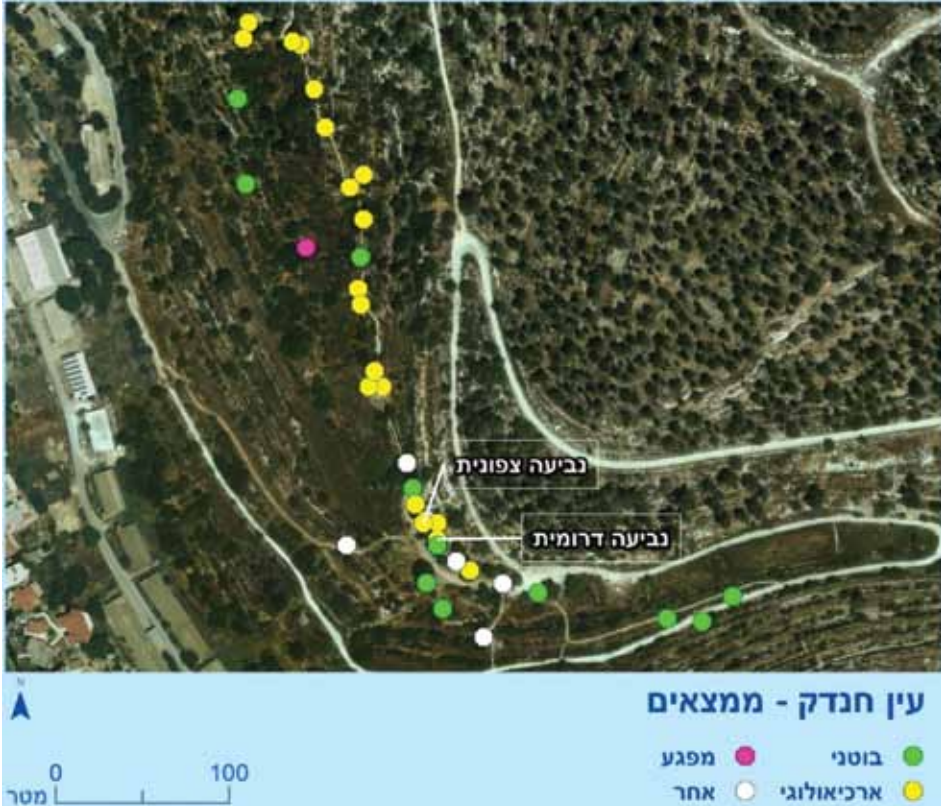 נביעה צפונית
נביעה דרומית
עין חנדק - ממצאים
N
בוטני
מפגע
ארכיאולוגי
אחר
0 100
מטר